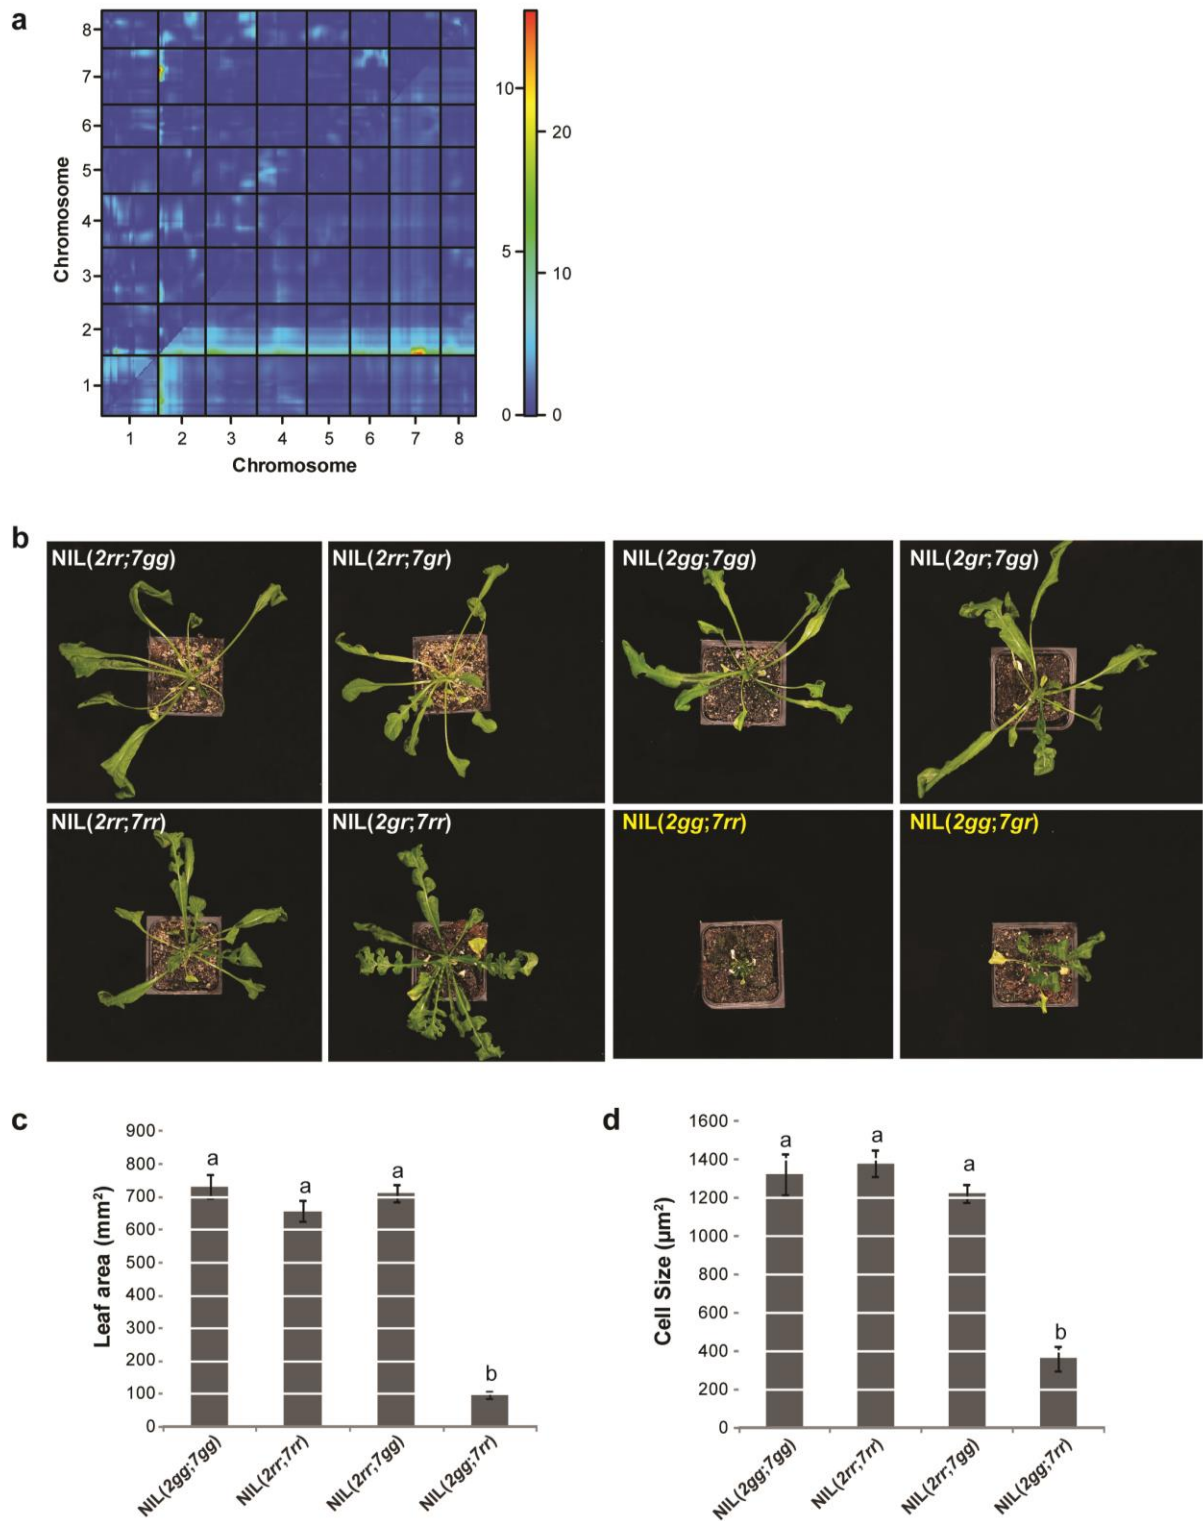 a
8
7
6
5
4
3
2
1
Chromosome
1 2 3 4 5 6 7 8
Chromosome
10
5
0
20
10
0
b
NIL(2rr;7gg)
NIL(2rr;7gr)
NIL(2gg;7gg)
NIL(2gr;7gg)
NIL(2rr;7rr)
NIL(2gr;7rr)
NIL(2gg;7rr)
NIL(2gg;7gr)
c
Leaf area (mm²)
900
800
700
600
500
400
300
200
100
0
a
a
a
b
NIL(2gg;7gg)
NIL(2rr;7rr)
NIL(2rr;7gg)
NIL(2gg;7rr)
d
Cell Size (μm²)
1600
1400
1200
1000
800
600
400
200
0
a
a
a
b
NIL(2gg;7gg)
NIL(2rr;7rr)
NIL(2rr;7gg)
NIL(2gg;7rr)